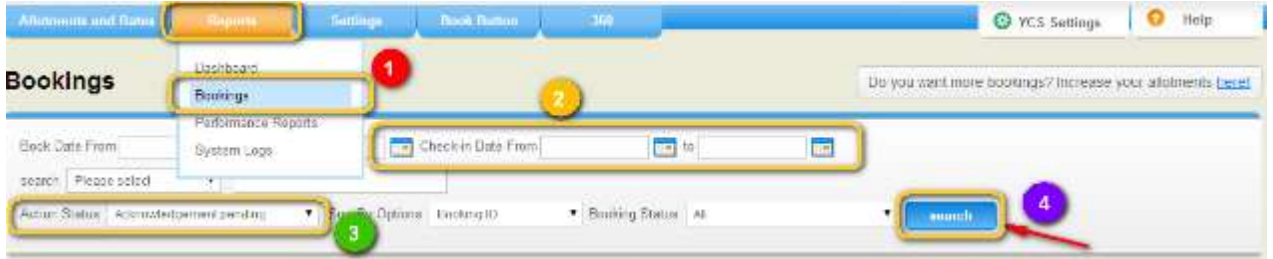 Allotments and Rates Reports Settings Book Button 360 YCS Settings Help
Dashboard
1
Bookings
Bookings
Do you want more bookings? Increase your allotments here!
2
Performance Reports
Book Date From Check-in Date From to
System Logs
search Please select
Action Status Acknowledgement pending Sort By Options Booking ID Booking Status All search
3
4